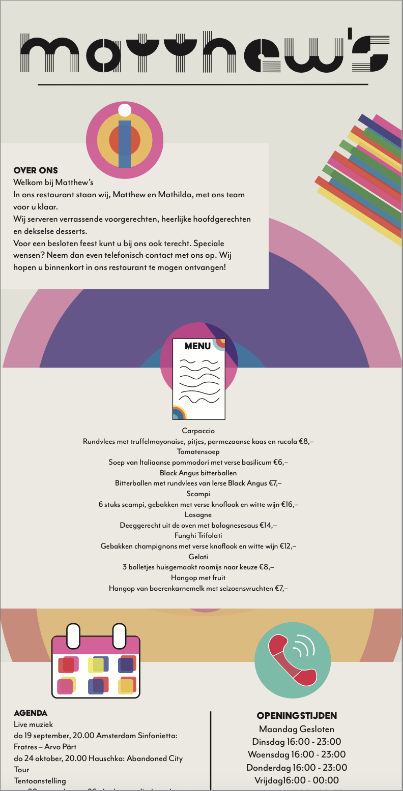 matthew's
OVER ONS
Welkom bij Matthew's
In ons restaurant staan wij, Matthew en Mathilda, met ons team
voor u klaar.
Wij serveren verrassende voorgerechten, heerlijke hoofdgerechten
en dekselse desserts.
Voor een besloten feest kunt u bij ons ook terecht. Speciale
wensen? Neem dan even telefonisch contact met ons op. Wij
hopen u binnenkort in ons restaurant te mogen ontvangen!
MENU
Carpaccio
Rundvlees met truffelmayonaise, pitjes, parmezaanse kaas en rucola €8,–
Tomatensoep
Soep van Italiaanse pommodori met verse basilicum €6,–
Black Angus bitterballen
Bitterballen met rundvlees van Ierse Black Angus €7,–
Scampi
6 stuks scampi, gebakken met verse knoflook en witte wijn €16,–
Lasagne
Deeggerecht uit de oven met bolognesesaus €14,–
Funghi Trifolati
Gebakken champignons met verse knoflook en witte wijn €12,–
Gelati
3 bolletjes huisgemaakt roomijs naar keuze €8,–
Hangop met fruit
Hangop van boerenkarnemelk met seizoensvruchten €7,–
AGENDA
Live muziek
do 19 september, 20.00 Amsterdam Sinfonietta:
Fratres – Arvo Pärt
do 24 oktober, 20.00 Hauschka: Abandoned City
Tour
Tentoonstelling
OPENINGSTIJDEN
Maandag Gesloten
Dinsdag 16:00 - 23:00
Woensdag 16:00 - 23:00
Donderdag 16:00 - 23:00
Vrijdag16:00 - 00:00